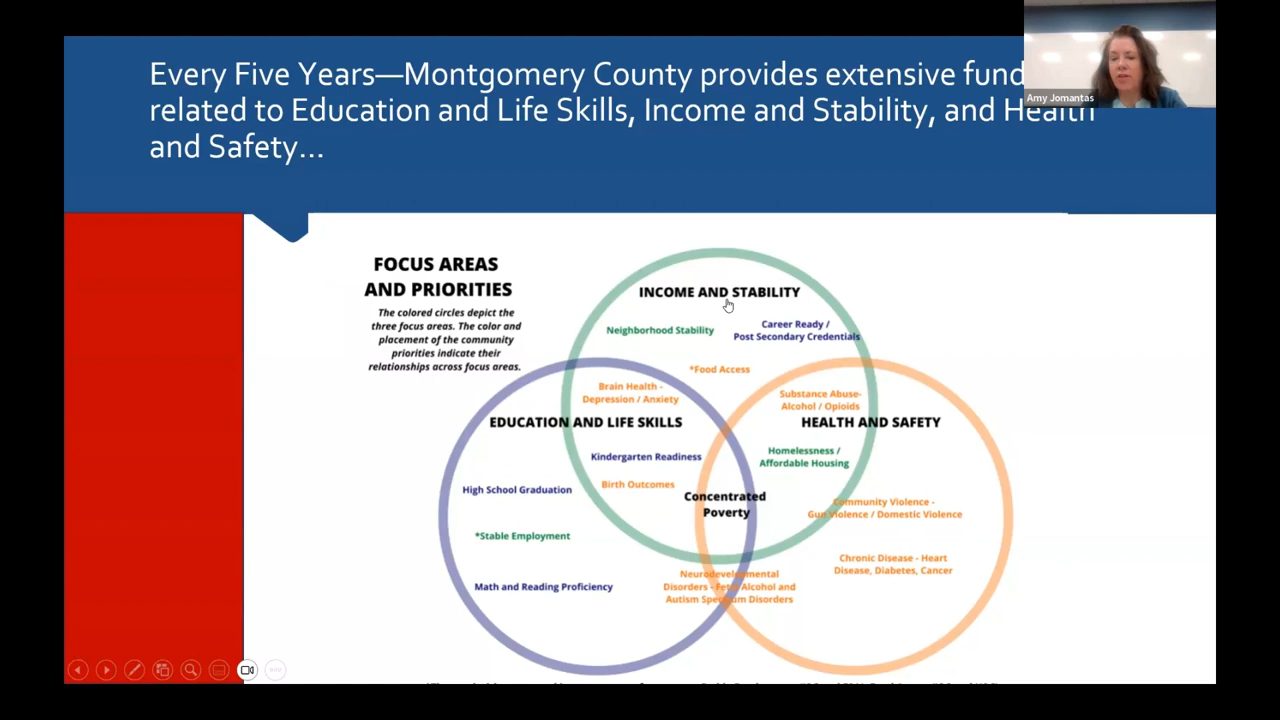 Every Five Years—Montgomery County provides extensive fund
related to Education and Life Skills, Income and Stability, and Health
and Safety...
Amy Jomantas
FOCUS AREAS
AND PRIORITIES
The colored circles depict the
three focus areas. The color and
placement of the community
priorities indicate their
relationships across focus areas.
INCOME AND STABILITY
Neighborhood Stability
Career Ready /
Post Secondary Credentials
*Food Access
Brain Health -
Depression / Anxiety
Substance Abuse-
Alcohol / Opioids
EDUCATION AND LIFE SKILLS
HEALTH AND SAFETY
Kindergarten Readiness
Homelessness /
Affordable Housing
High School Graduation
Birth Outcomes
Concentrated
Poverty
Community Violence -
Gun Violence / Domestic Violence
*Stable Employment
Chronic Disease - Heart
Disease, Diabetes, Cancer
Math and Reading Proficiency
Neurodevelopmental
Disorders - Fetal Alcohol and
Autism Spectrum Disorders